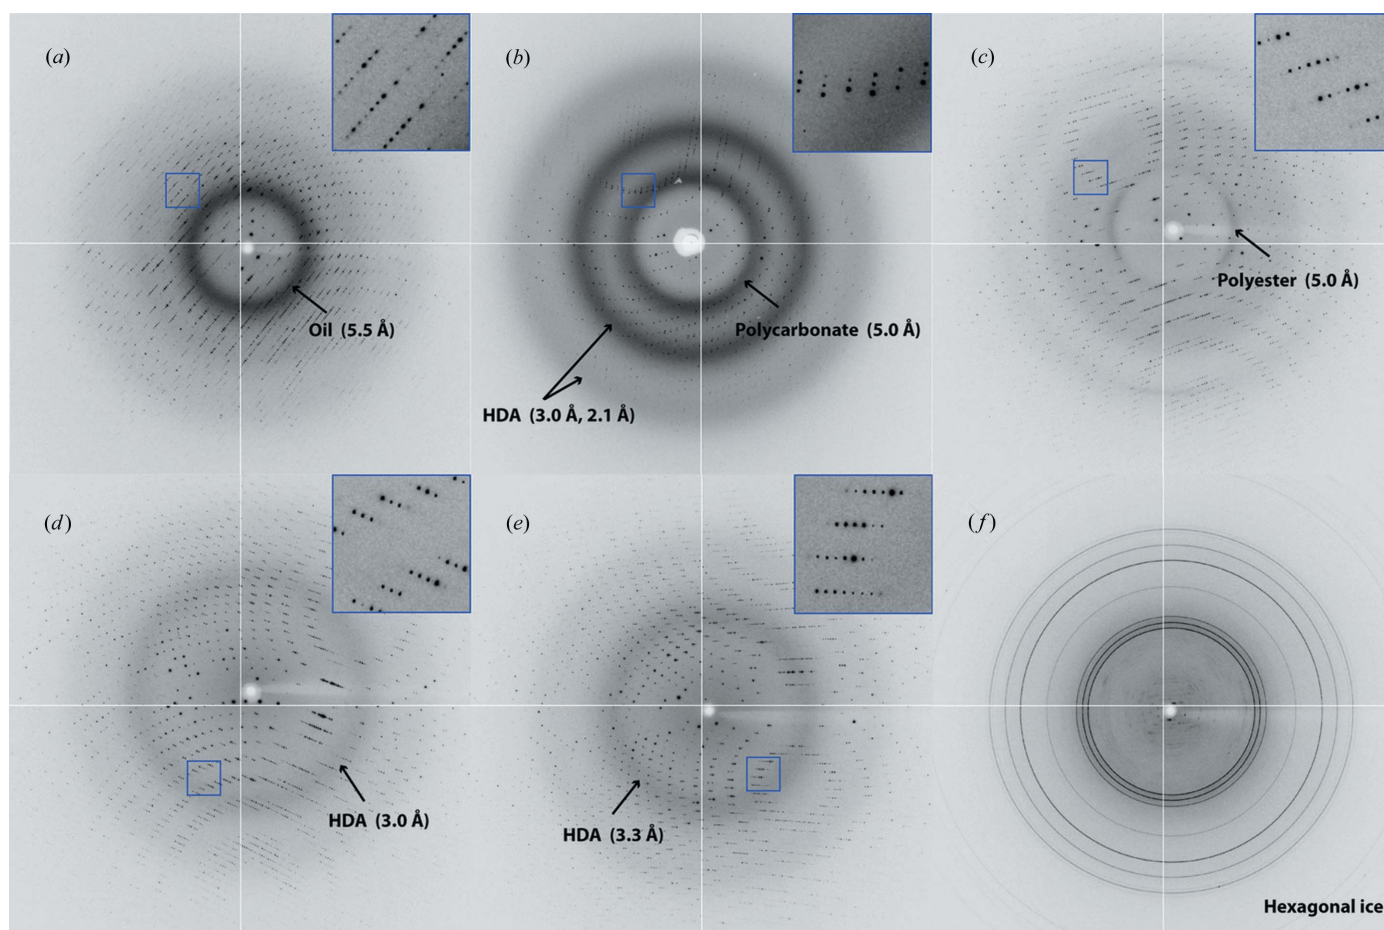 (a)
(b)
(c)
Oil (5.5 Å)
Polycarbonate (5.0 Å)
HDA (3.0 Å, 2.1 Å)
Polyester (5.0 Å)
(d)
(e)
(f)
HDA (3.0 Å)
HDA (3.3 Å)
Hexagonal ice